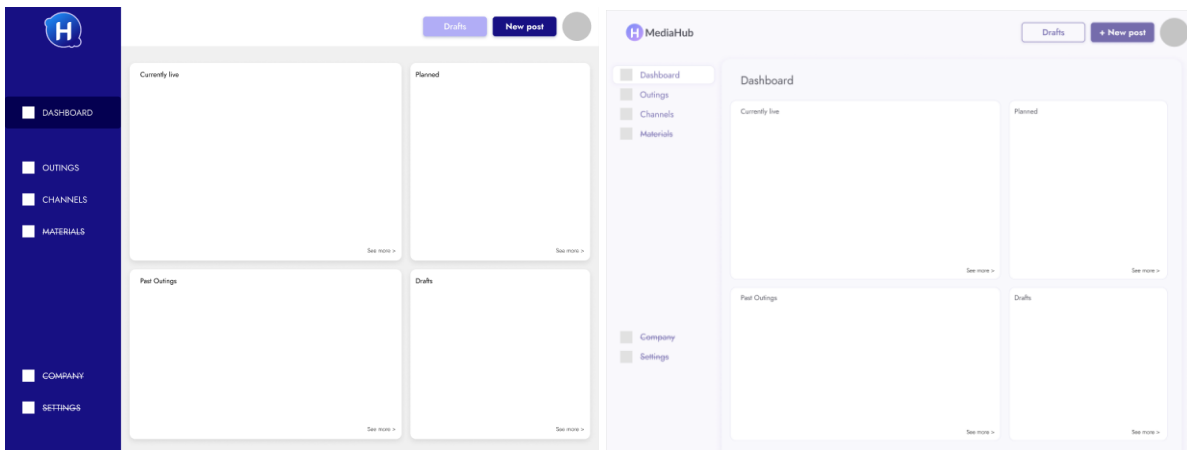 H
Drafts
New post
DASHBOARD
OUTINGS
CHANNELS
MATERIALS
COMPANY
SETTINGS
Currently live
See more >
Planned
See more >
Past Outings
See more >
Drafts
See more >
H MediaHub
Drafts
+ New post
Dashboard
Outings
Channels
Materials
Company
Settings
Dashboard
Currently live
See more >
Planned
See more >
Past Outings
See more >
Drafts
See more >